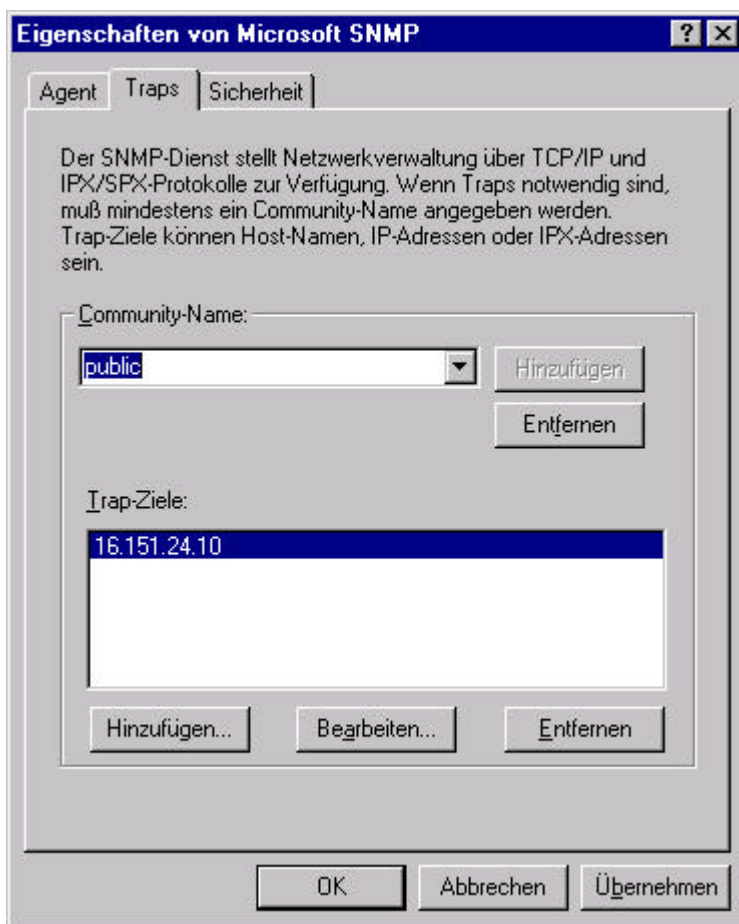 Eigenschaften von Microsoft SNMP
Agent Traps Sicherheit
Der SNMP-Dienst stellt Netzwerkverwaltung über TCP/IP und
IPX/SPX-Protokolle zur Verfügung. Wenn Traps notwendig sind,
muß mindestens ein Community-Name angegeben werden.
Trap-Ziele können Host-Namen, IP-Adressen oder IPX-Adressen
sein.
Community-Name:
public Hinzufügen
Entfernen
Trap-Ziele:
16.151.24.10
Hinzufügen... Bearbeiten... Entfernen
OK Abbrechen Übernehmen